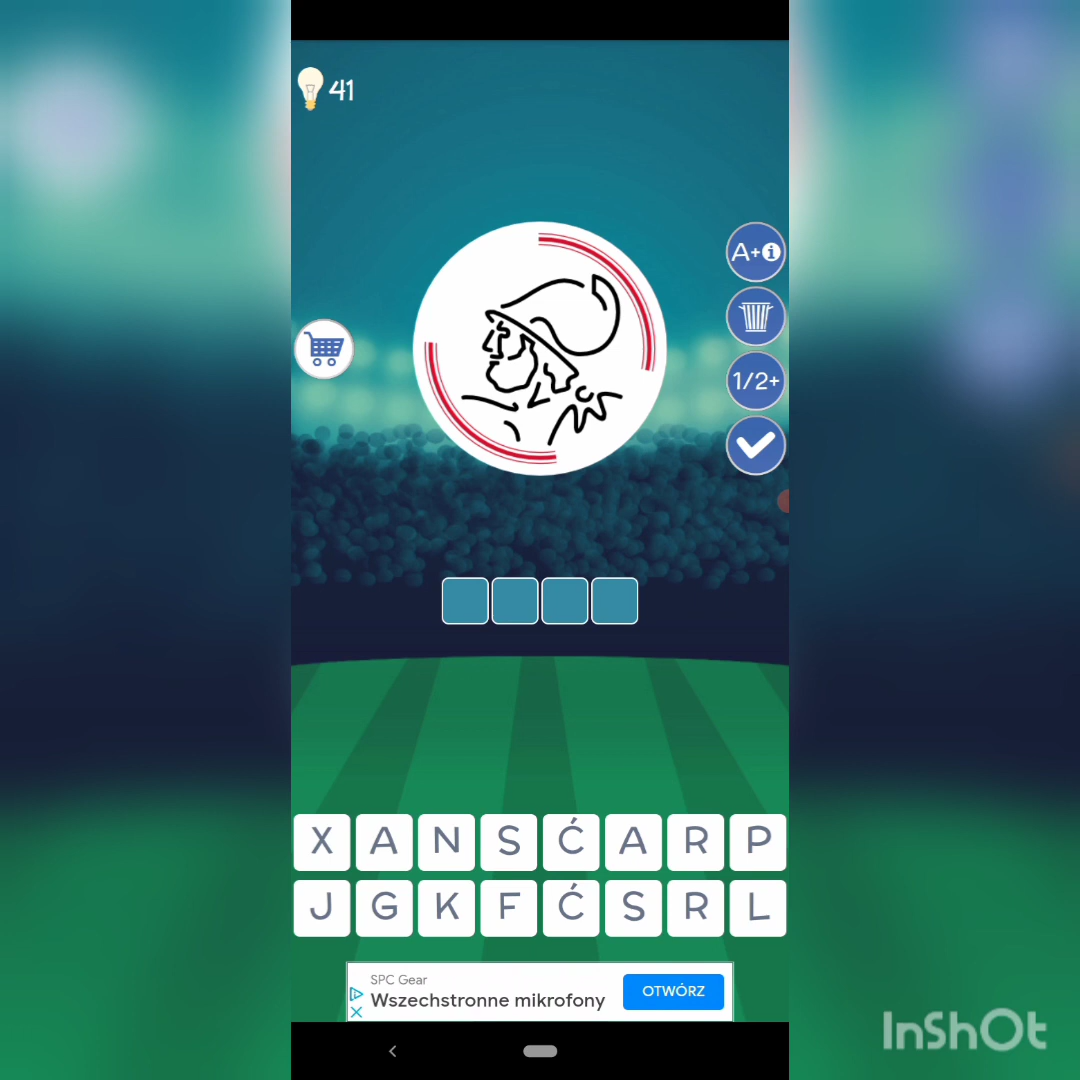 41
A+i
1/2+
X A N S Ć A R P
J G K F Ć S R L
SPC Gear
Wszechstronne mikrofony
OTWÓRZ
InShOt